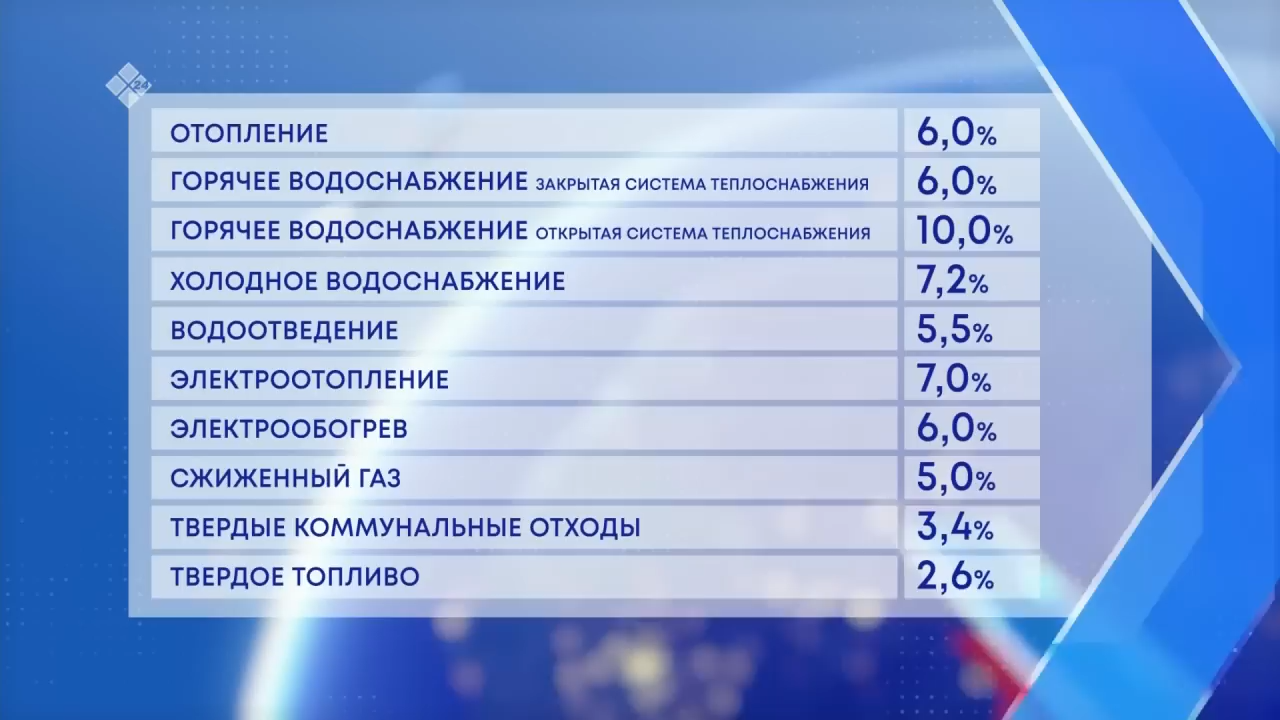 24
ОТОПЛЕНИЕ 6,0%
ГОРЯЧЕЕ ВОДОСНАБЖЕНИЕ ЗАКРЫТАЯ СИСТЕМА ТЕПЛОСНАБЖЕНИЯ 6,0%
ГОРЯЧЕЕ ВОДОСНАБЖЕНИЕ ОТКРЫТАЯ СИСТЕМА ТЕПЛОСНАБЖЕНИЯ 10,0%
ХОЛОДНОЕ ВОДОСНАБЖЕНИЕ 7,2%
ВОДООТВЕДЕНИЕ 5,5%
ЭЛЕКТРООТОПЛЕНИЕ 7,0%
ЭЛЕКТРООБОГРЕВ 6,0%
СЖИЖЕННЫЙ ГАЗ 5,0%
ТВЕРДЫЕ КОММУНАЛЬНЫЕ ОТХОДЫ 3,4%
ТВЕРДОЕ ТОПЛИВО 2,6%